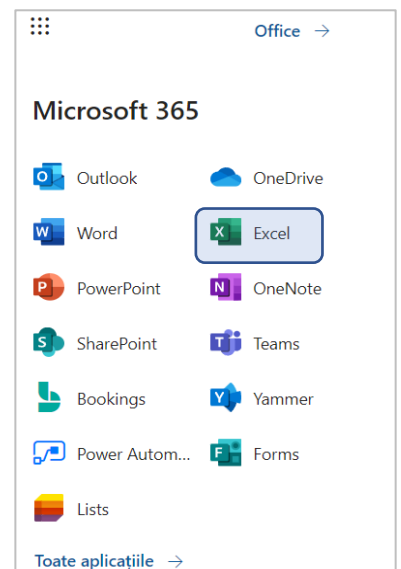 Office →
Microsoft 365
Outlook OneDrive
Word Excel
PowerPoint OneNote
SharePoint Teams
Bookings Yammer
Power Autom... Forms
Lists
Toate aplicațiile →